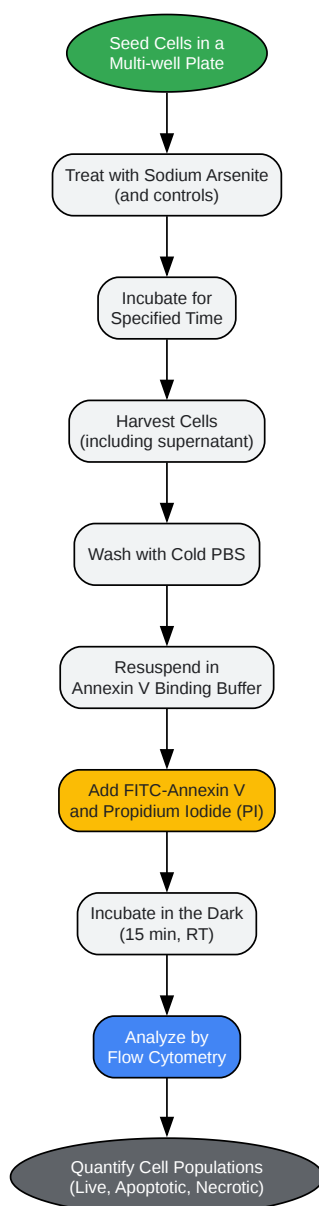 Seed Cells in a
Multi-well Plate
Treat with Sodium Arsenite
(and controls)
Incubate for
Specified Time
Harvest Cells
(including supernatant)
Wash with Cold PBS
Resuspend in
Annexin V Binding Buffer
Add FITC-Annexin V
and Propidium Iodide (PI)
Incubate in the Dark
(15 min, RT)
Analyze by
Flow Cytometry
Quantify Cell Populations
(Live, Apoptotic, Necrotic)